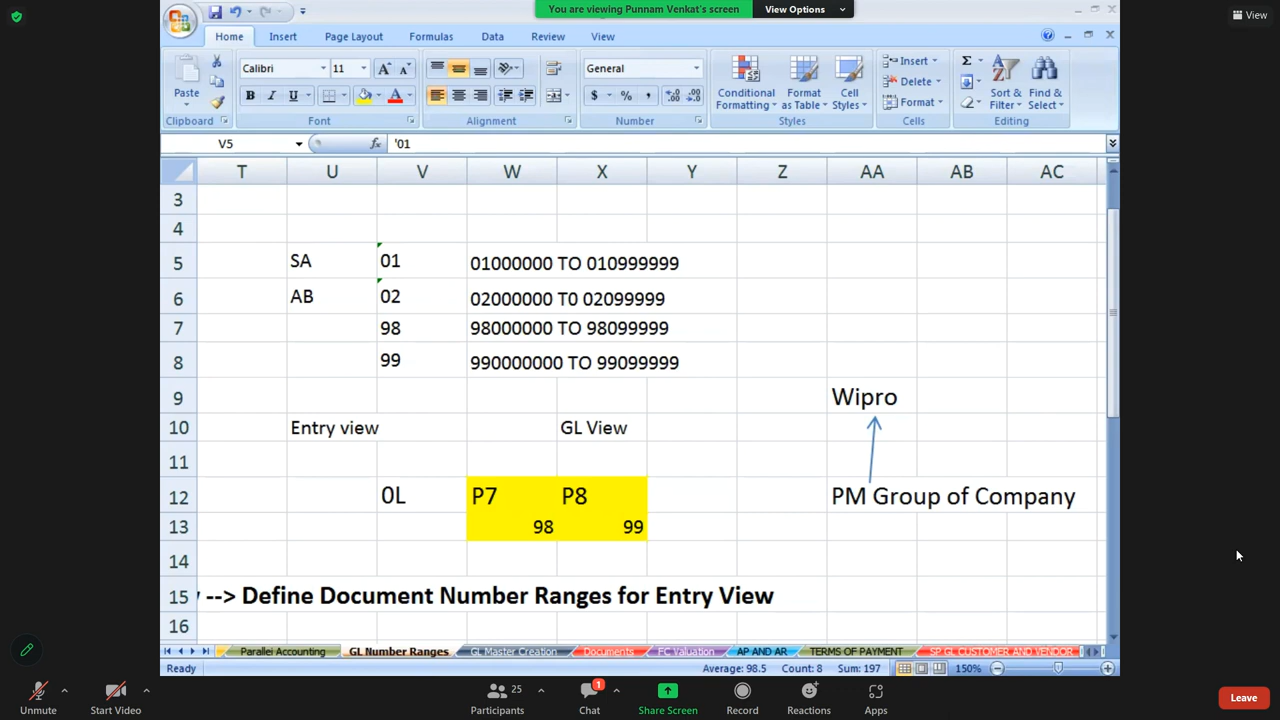 You are viewing Punnam Venkat's screen View Options
View
Home Insert Page Layout Formulas Data Review View
Calibri 11 A A General Insert Σ
Paste B I U A $ % , Conditional Formatting Format as Table Cell Styles Delete Format Sort & Filter Find & Select
Clipboard Font Alignment Number Styles Cells Editing
V5 fx '01
T U V W X Y Z AA AB AC
3
4
5 SA 01 01000000 TO 010999999
6 AB 02 02000000 T0 02099999
7 98 98000000 TO 98099999
8 99 990000000 TO 99099999
9 Wipro
10 Entry view GL View
11
12 0L P7 P8 PM Group of Company
13 98 99
14
15 --> Define Document Number Ranges for Entry View
16
Parallel Accounting GL Number Ranges GL Master Creation Documents FC Valuation AP AND AR TERMS OF PAYMENT SP GL CUSTOMER AND VENDOR
Ready Average: 98.5 Count: 8 Sum: 197 150%
25 1
Unmute Start Video Participants Chat Share Screen Record Reactions Apps Leave